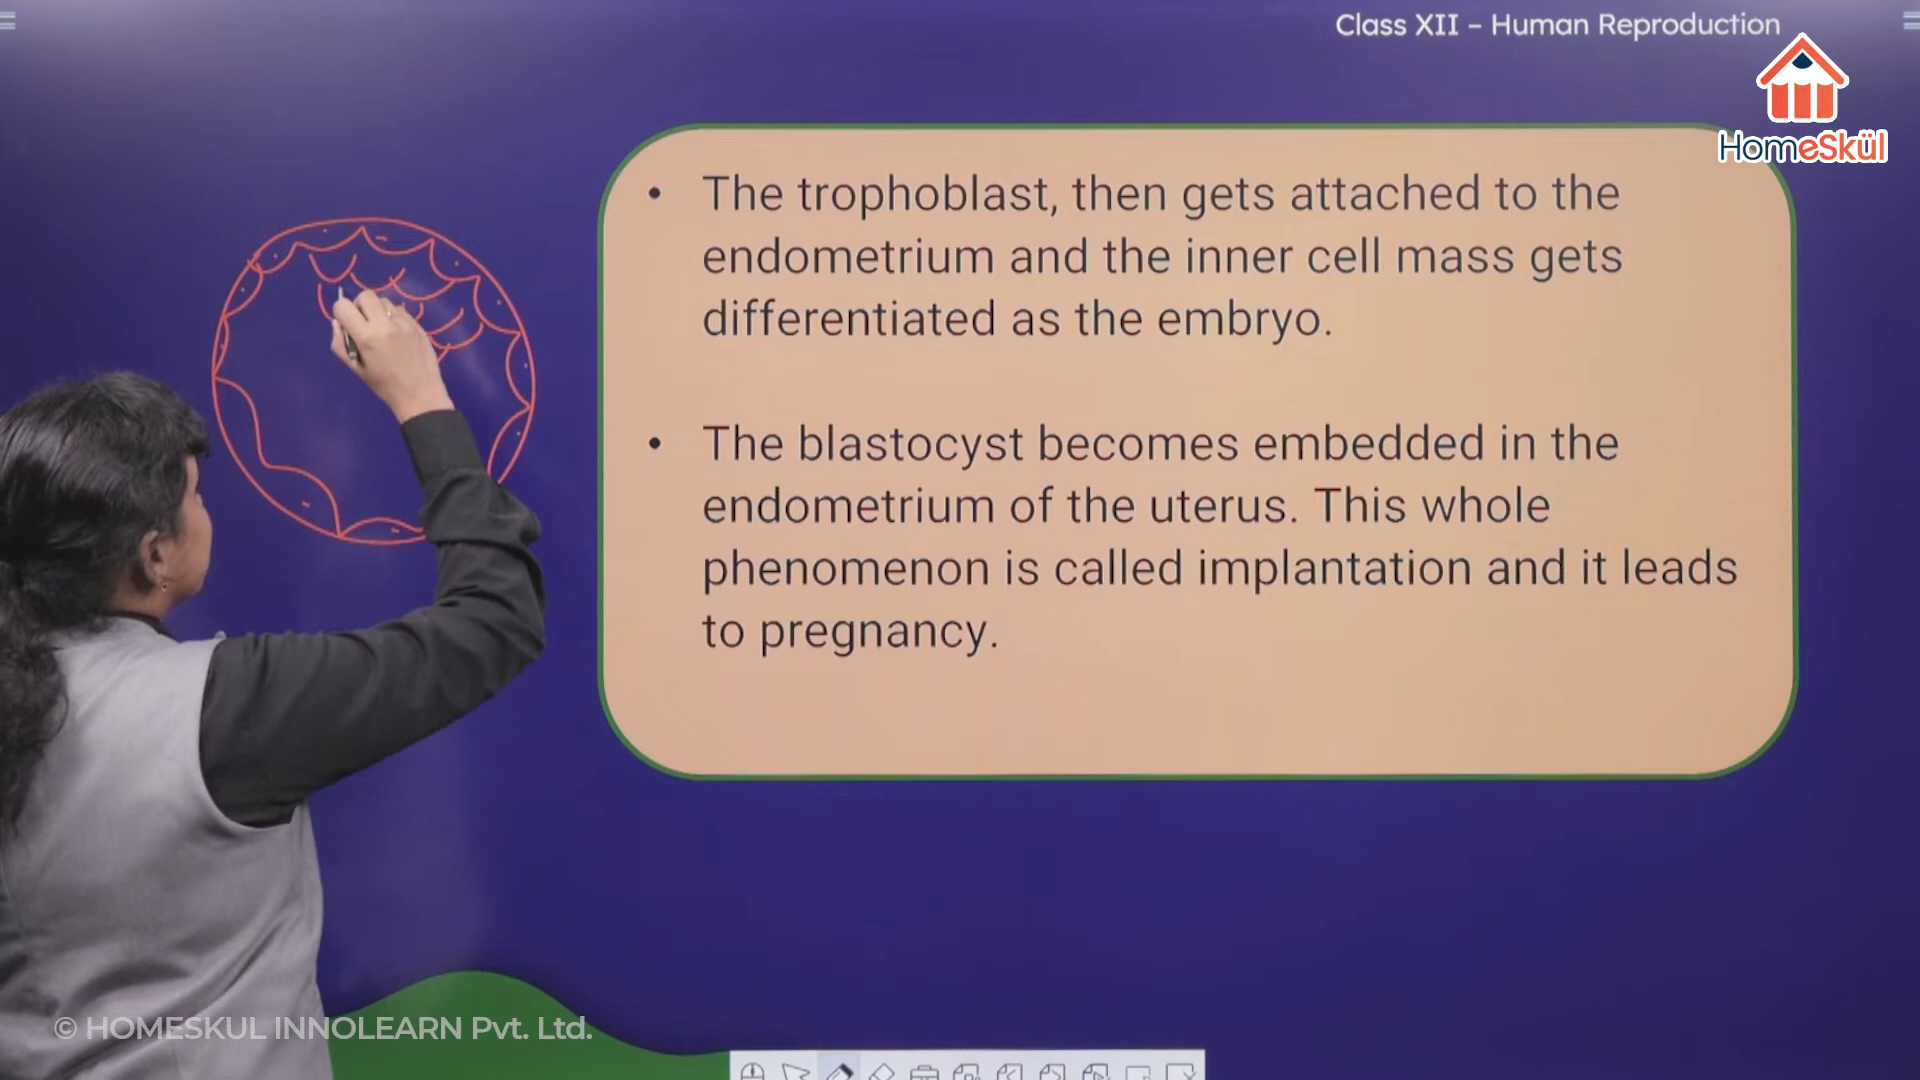 Class XII – Human Reproduction
HomeSkül
• The trophoblast, then gets attached to the
endometrium and the inner cell mass gets
differentiated as the embryo.
• The blastocyst becomes embedded in the
endometrium of the uterus. This whole
phenomenon is called implantation and it leads
to pregnancy.
© HOMESKUL INNOLEARN Pvt. Ltd.